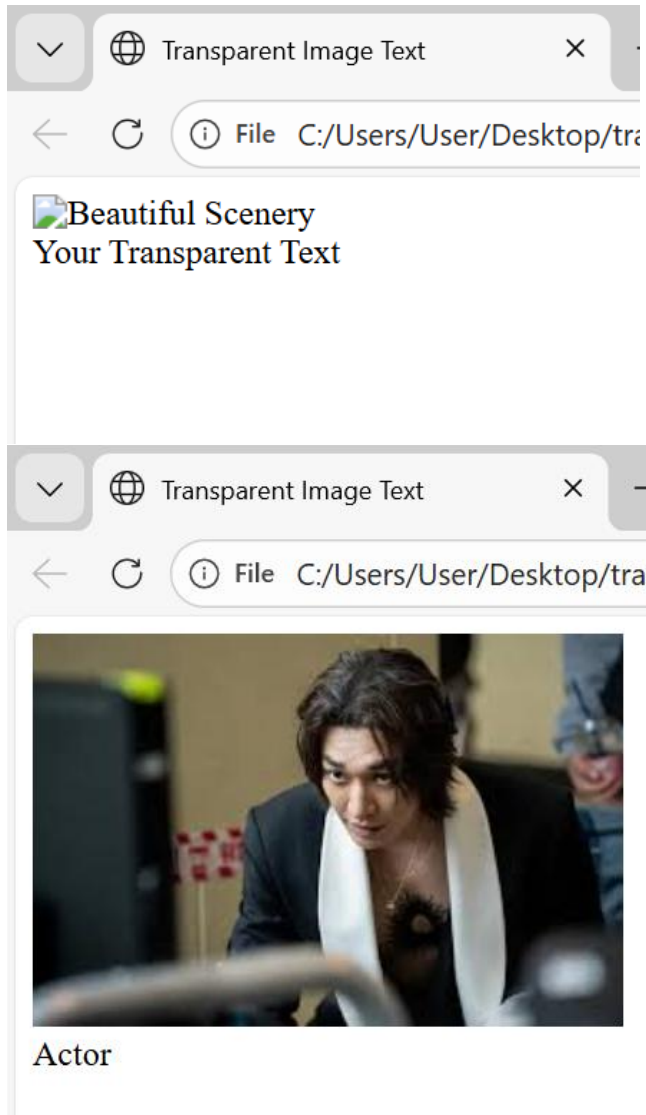 Transparent Image Text
File C:/Users/User/Desktop/tra
Beautiful Scenery
Your Transparent Text
Transparent Image Text
File C:/Users/User/Desktop/tra
Actor